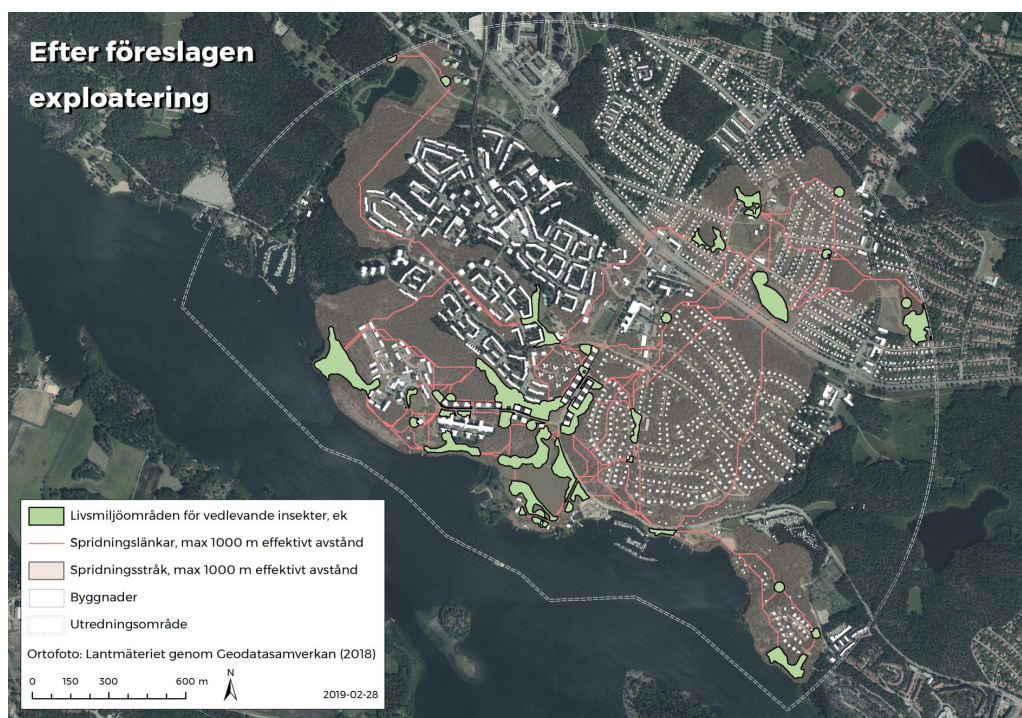 Efter föreslagen
exploatering
Livsmiljöområden för vedlevande insekter, ek
Spridningslänkar, max 1000 m effektivt avstånd
Spridningsstråk, max 1000 m effektivt avstånd
Byggnader
Utredningsområde
Ortofoto: Lantmäteriet genom Geodatasamverkan (2018)
0 150 300 600 m
N
2019-02-28